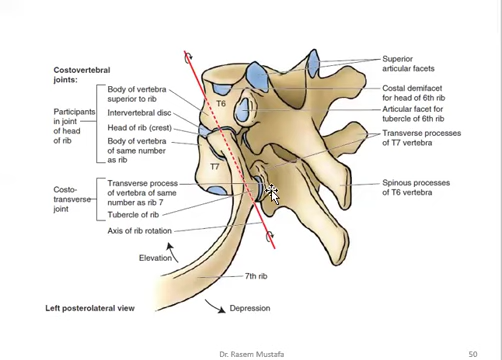 Costovertebral
joints:
Participants
in joint of
head of
rib
Body of vertebra
superior to rib
Intervertebral disc
Head of rib (crest)
Body of vertebra
of same number
as rib
Costo-
transverse
joint
Transverse process
of vertebra of same
number as rib 7
Tubercle of rib
Axis of rib rotation
Elevation
Left posterolateral view
T6
T7
Superior
articular facets
Costal demifacet
for head of 6th rib
Articular facet for
tubercle of 6th rib
Transverse processes
of T7 vertebra
Spinous processes
of T6 vertebra
7th rib
Depression
Dr. Rasem Mustafa
50